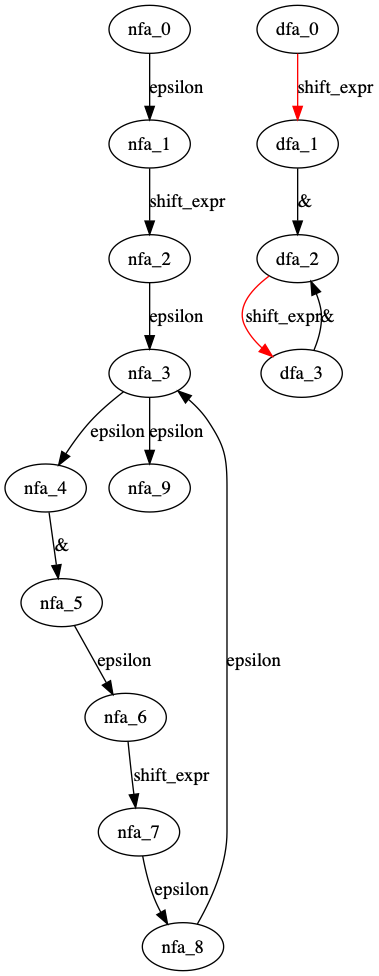 nfa_0
dfa_0
epsilon
shift_expr
nfa_1
dfa_1
shift_expr
&
nfa_2
dfa_2
epsilon
shift_expr
&
nfa_3
dfa_3
epsilon
epsilon
nfa_4
nfa_9
&
nfa_5
epsilon
epsilon
nfa_6
shift_expr
nfa_7
epsilon
nfa_8